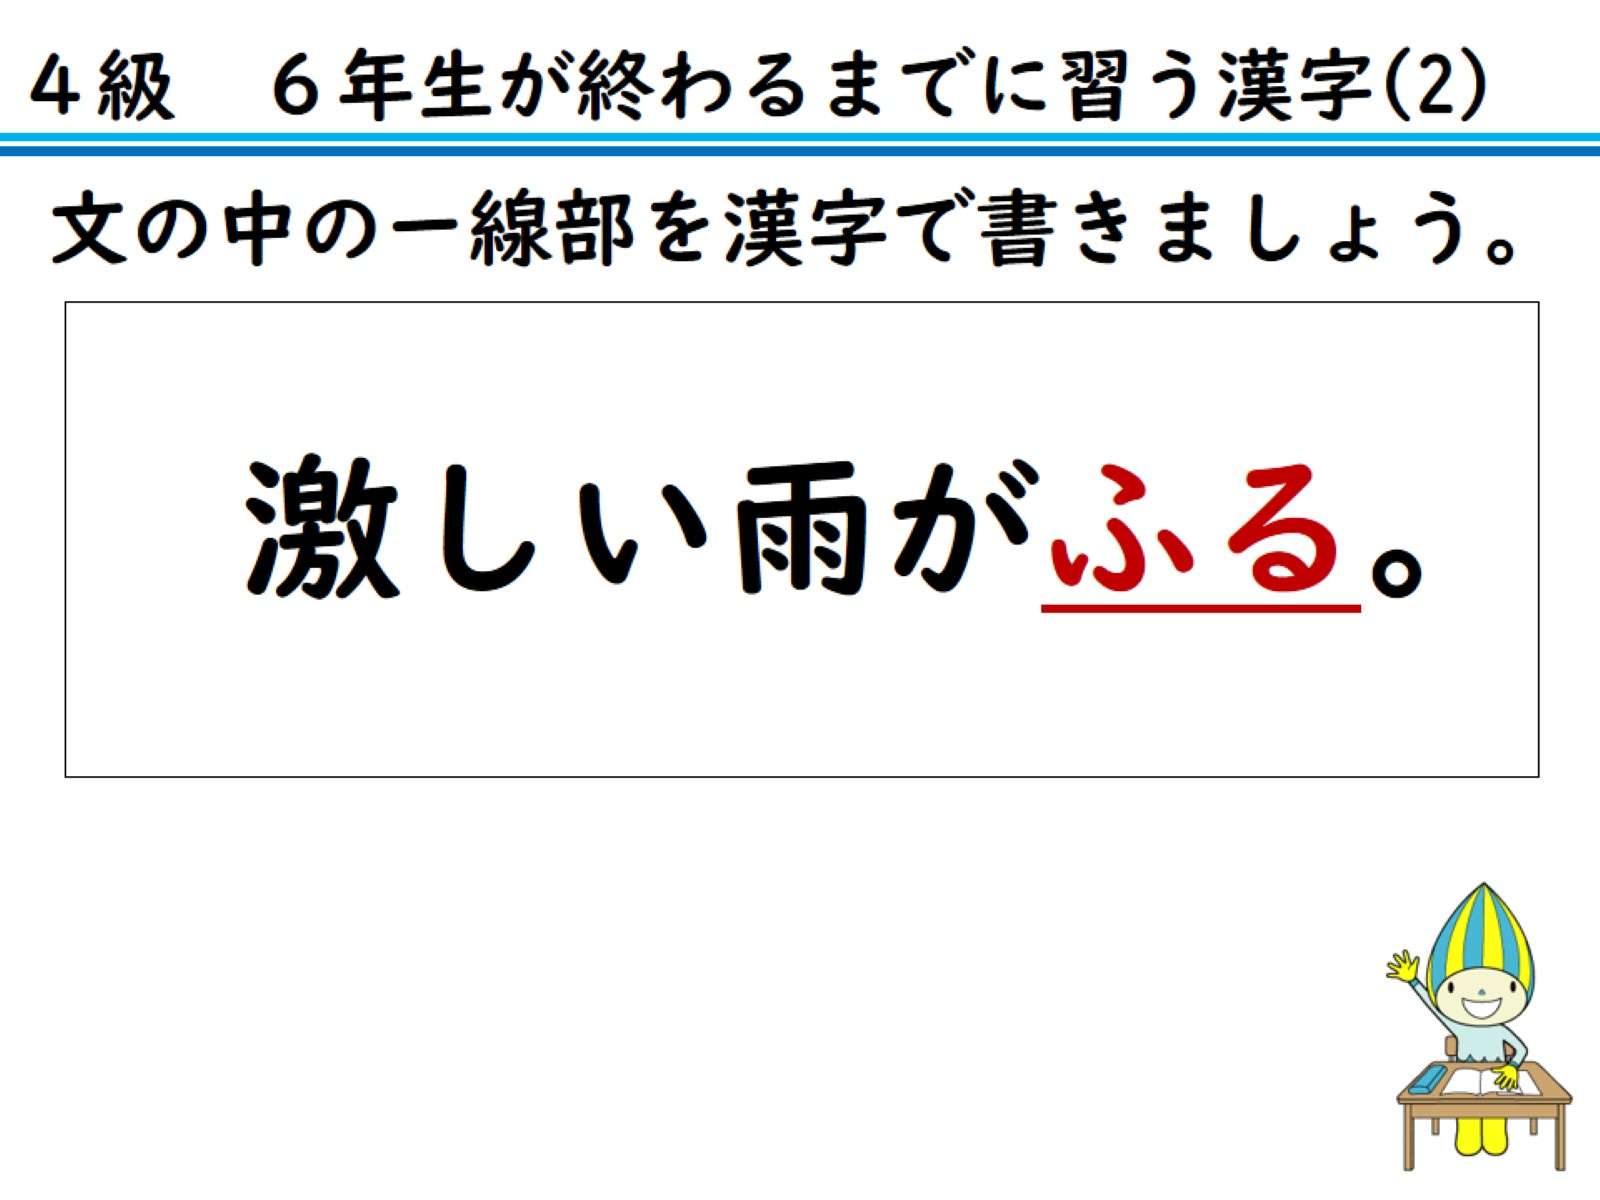 ４級　６年生が終わるまでに習う漢字(2)
文の中の―線部を漢字で書きましょう。
激しい雨がふる。